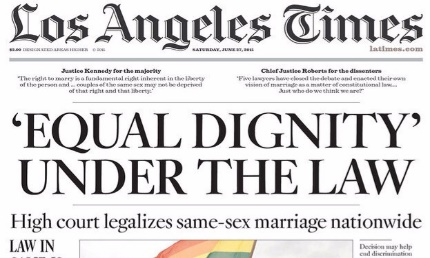 Los Angeles Times
SATURDAY, JUNE 27, 2015
latimes.com
Justice Kennedy for the majority
'The right to marry is a fundamental right inherent in the liberty
of the person and ... couples of the same sex may not be deprived
of that right and that liberty.'
Chief Justice Roberts for the dissenters
'Five lawyers have closed the debate and enacted their own
vision of marriage as a matter of constitutional law....
Just who do we think we are?'
'EQUAL DIGNITY'
UNDER THE LAW
High court legalizes same-sex marriage nationwide
LAW IN
Decision may help
end discrimination